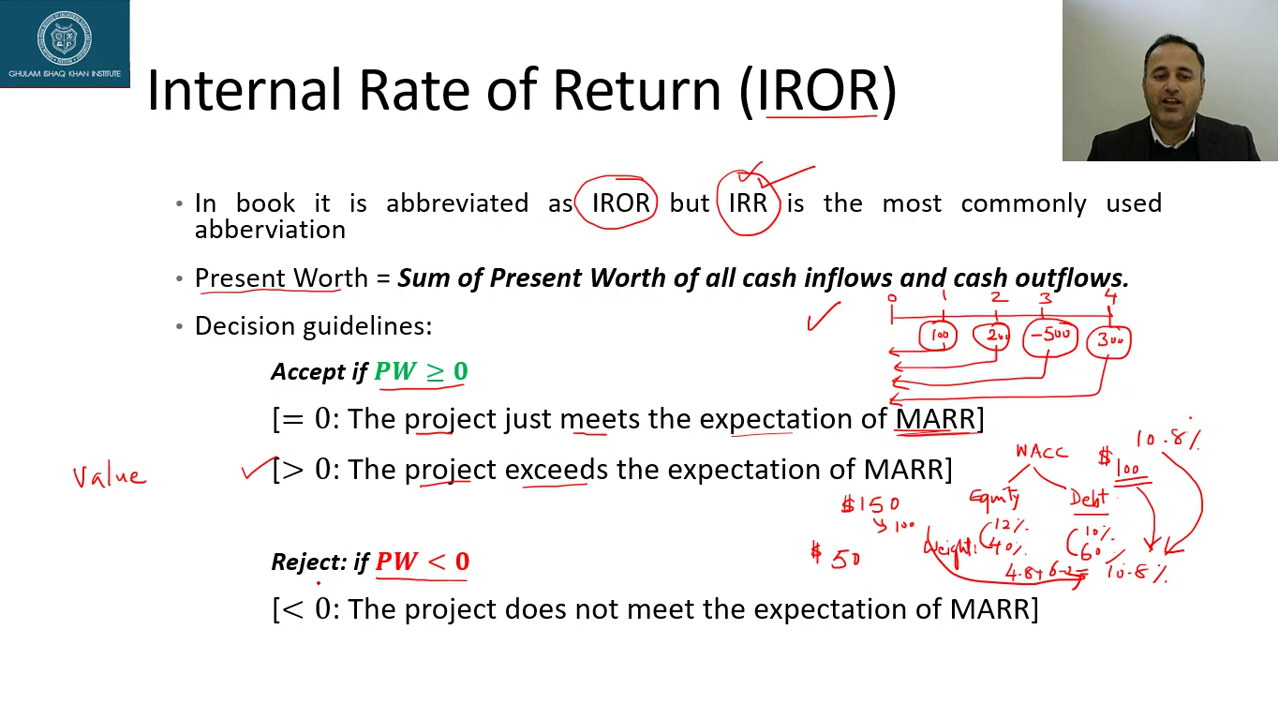 GHULAM ISHAQ KHAN INSTITUTE
Internal Rate of Return (IROR)
• In book it is abbreviated as IROR but IRR is the most commonly used
abberviation
• Present Worth = Sum of Present Worth of all cash inflows and cash outflows.
0 1 2 3 4
• Decision guidelines:
100 200 -500 300
Accept if PW ≥ 0
[= 0: The project just meets the expectation of MARR]
10.8%
WACC $100
value [> 0: The project exceeds the expectation of MARR]
$150 Equity Debt
100 12% 10%
$50 Weight: 40% 60%
Reject: if PW < 0
4.8+6 = 10.8%
[< 0: The project does not meet the expectation of MARR]